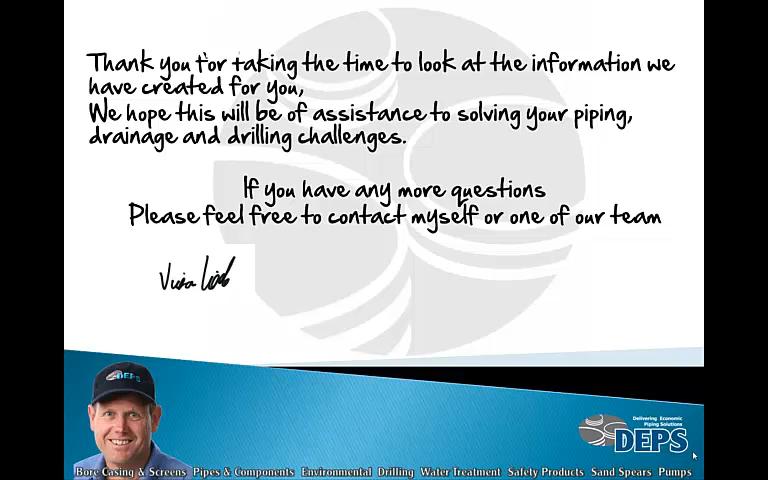 Thank you for taking the time to look at the information we
have created for you,
We hope this will be of assistance to solving your piping,
drainage and drilling challenges.
If you have any more questions
Please feel free to contact myself or one of our team
DEPS
Delivering Economic
Piping Solutions
DEPS
Bore Casing & Screens Pipes & Components Environmental Drilling Water Treatment Safety Products Sand Spears Pumps